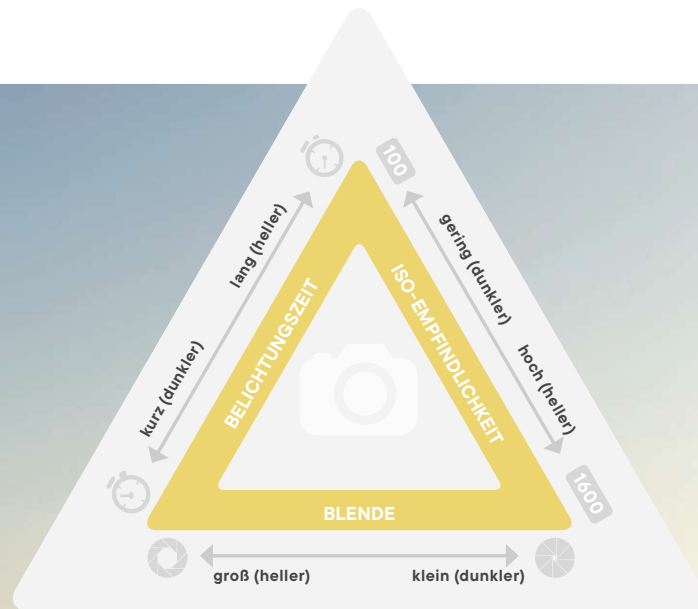 100
lang (heller)
gering (dunkler)
BELICHTUNGSZEIT
ISO-EMPFINDLICHKEIT
kurz (dunkler)
hoch (heller)
1600
BLENDE
groß (heller)
klein (dunkler)